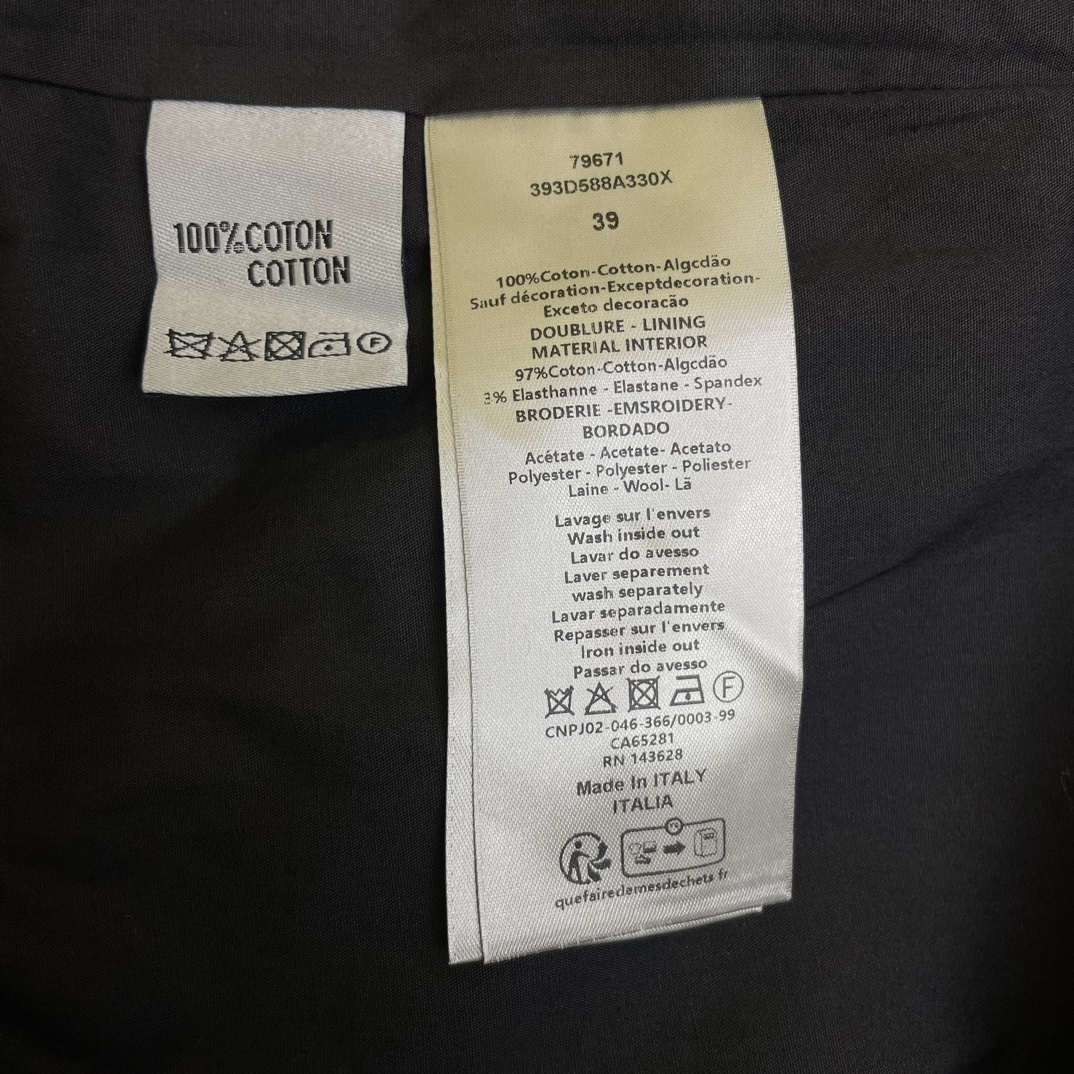 100% COTON
COTTON
F
79671
393D588A330X
39
100%Coton-Cotton-Algcdão
Sauf décoration-Exceptdecoration-
Exceto decoracão
DOUBLURE - LINING
MATERIAL INTERIOR
97%Coton-Cotton-Algcdão
3% Elasthanne - Elastane - Spandex
BRODERIE -EMSROIDERY-
BORDADO
Acétate - Acetate- Acetato
Polyester - Polyester - Poliester
Laine - Wool- Lã
Lavage sur l'envers
Wash inside out
Lavar do avesso
Laver separement
wash separately
Lavar separadamente
Repasser sur l'envers
Iron inside out
Passar do avesso
F
CNPJ02-046-366/0003-99
CA65281
RN 143628
Made In ITALY
ITALIA
quefairedemesdechets fr